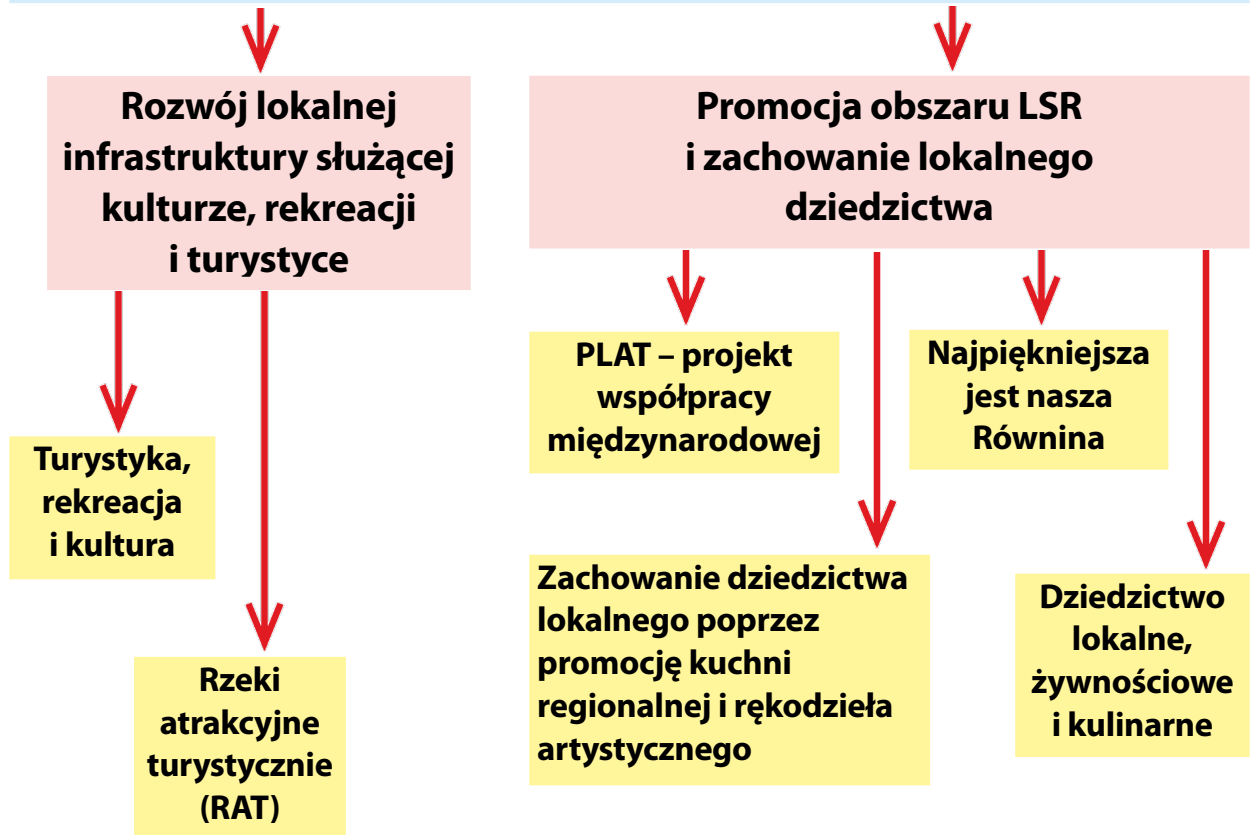 Rozwój lokalnej
infrastruktury służącej
kulturze, rekreacji
i turystyce
Promocja obszaru LSR
i zachowanie lokalnego
dziedzictwa
PLAT – projekt
współpracy
międzynarodowej
Najpiękniejsza
jest nasza
Równina
Turystyka,
rekreacja
i kultura
Zachowanie dziedzictwa
lokalnego poprzez
promocję kuchni
regionalnej i rękodzieła
artystycznego
Dziedzictwo
lokalne,
żywnościowe
i kulinarne
Rzeki
atrakcyjne
turystycznie
(RAT)